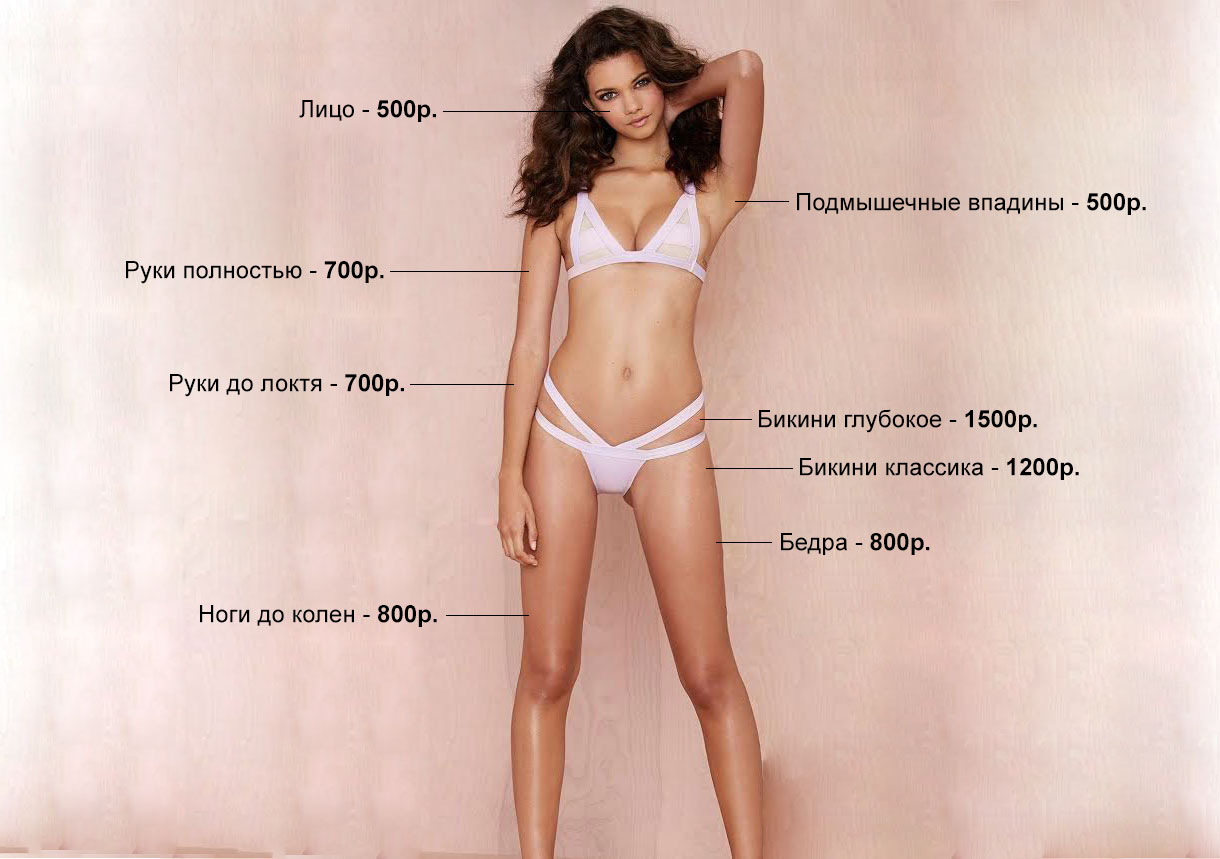 Лицо - 500р.
Подмышечные впадины - 500р.
Руки полностью - 700р.
Руки до локтя - 700р.
Бикини глубокое - 1500р.
Бикини классика - 1200р.
Бедра - 800р.
Ноги до колен - 800р.